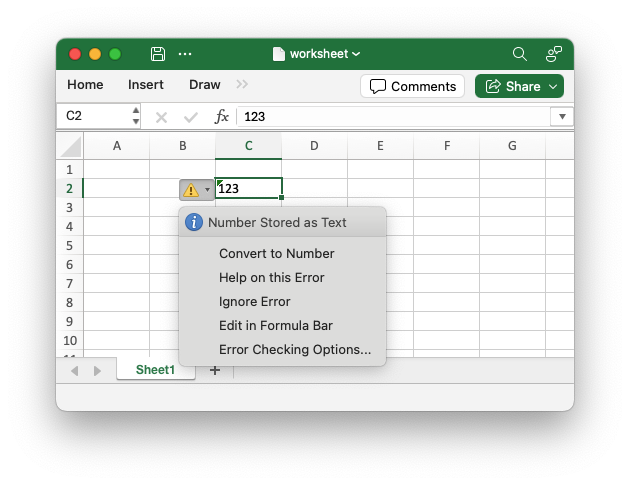 worksheet
Home Insert Draw Comments Share
C2 fx 123
A B C D E F G
1
2 123
Number Stored as Text
3
Convert to Number
4
Help on this Error
5
Ignore Error
6
Edit in Formula Bar
7
Error Checking Options...
8
9
10
11
Sheet1